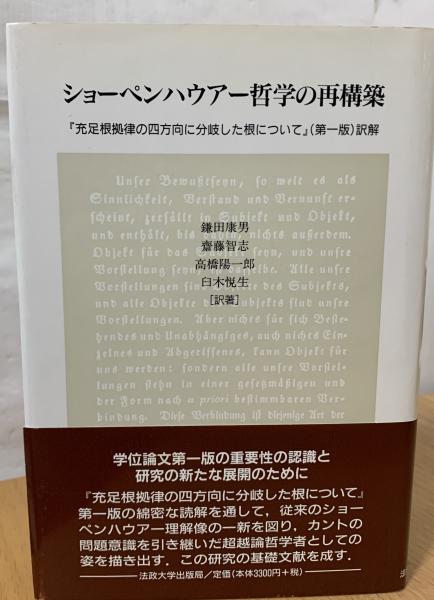 ショーペンハウアー哲学の再構築
『充足根拠律の四方向に分岐した根について』(第一版)訳解
Unser Bewußtseyn, so weit es als
Sinnlichkeit, Verstand und Vernunft er-
scheint, zerfällt in Subjekt und Objekt,
und enthält, bis dahin, nichts außerdem.
Objekt für das Subjekt seyn, und unsre
Vorstellung seyn, ist dasselbe. Alle unsre
Vorstellungen sind Objekte des Subjekts,
und alle Objekte des Subjekts sind unsre
Vorstellungen. Aber nichts für sich Beste-
hendes und Unabhängiges, auch nichts Ein-
zelnes und Abgerissenes, kann Objekt für
uns werden: sondern alle unsre Vorstel-
lungen stehn in einer gesetzmäßigen und
der Form nach a priori bestimmbaren Ver-
bindung. Diese Verbindung ist diejenige Art der
鎌田康男
齋藤智志
高橋陽一郎
臼木悦生
[訳著]
学位論文第一版の重要性の認識と
研究の新たな展開のために
『充足根拠律の四方向に分岐した根について』
第一版の綿密な読解を通して，従来のショー
ペンハウアー理解像の一新を図り，カントの
問題意識を引き継いだ超越論哲学者としての
姿を描き出す．この研究の基礎文献を成す．
法政大学出版局/定価(本体3300円+税)